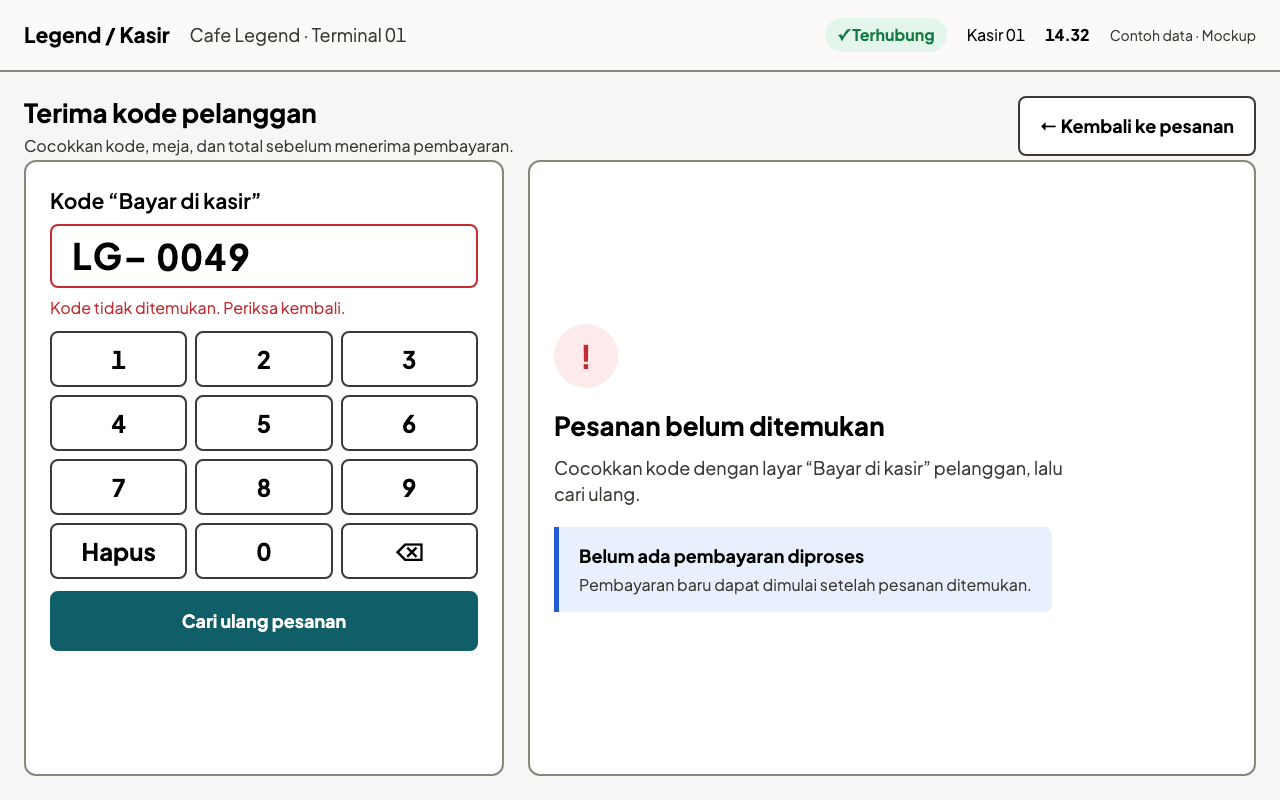 Legend / Kasir
Cafe Legend · Terminal 01
✓Terhubung
Kasir 01
14.32
Contoh data · Mockup
Terima kode pelanggan
Cocokkan kode, meja, dan total sebelum menerima pembayaran.
← Kembali ke pesanan
Kode “Bayar di kasir”
LG– 0049
Kode tidak ditemukan. Periksa kembali.
1 2 3
4 5 6
7 8 9
Hapus 0 ⌫
Cari ulang pesanan
!
Pesanan belum ditemukan
Cocokkan kode dengan layar “Bayar di kasir” pelanggan, lalu
cari ulang.
Belum ada pembayaran diproses
Pembayaran baru dapat dimulai setelah pesanan ditemukan.